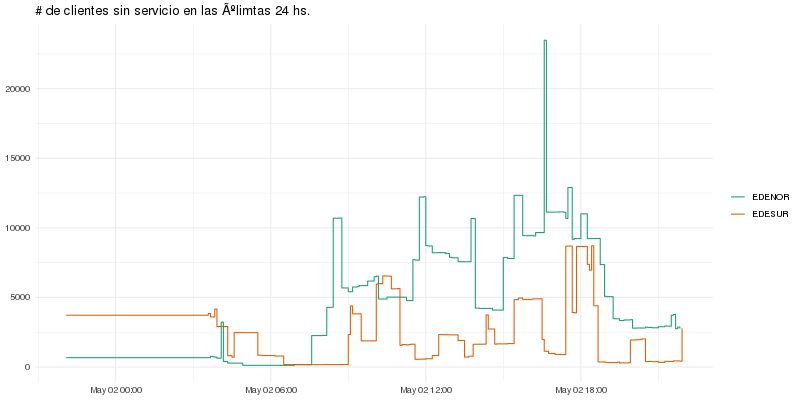 # de clientes sin servicio en las Ãºlimtas 24 hs.
20000
15000
10000
5000
0
May 02 00:00
May 02 06:00
May 02 12:00
May 02 18:00
EDENOR
EDESUR